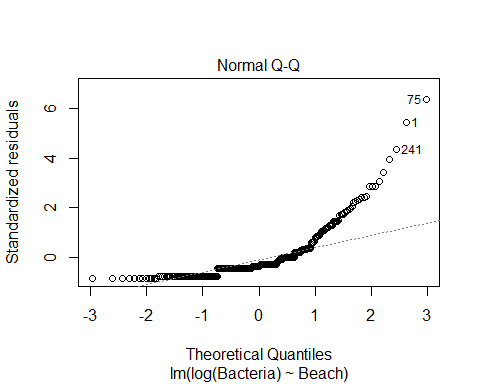 Normal Q-Q
Standardized residuals
6
4
2
0
75
1
241
-3 -2 -1 0 1 2 3
Theoretical Quantiles
lm(log(Bacteria) ~ Beach)